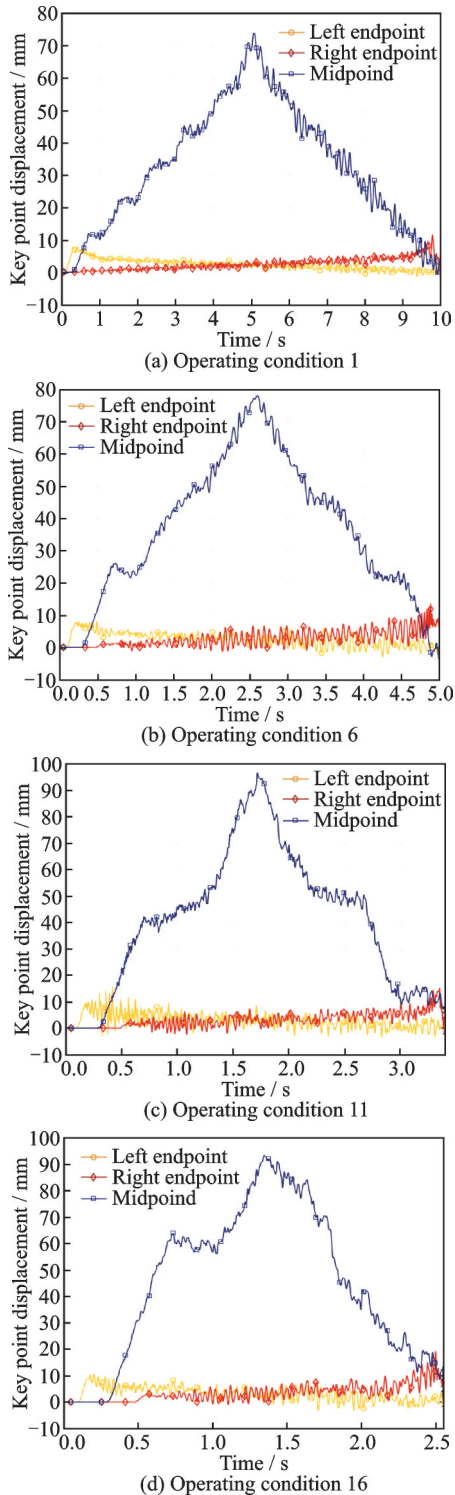 80
70
60
50
40
30
20
10
0
−10
Key point displacement / mm
Left endpoint
Right endpoint
Midpoind
0 1 2 3 4 5 6 7 8 9 10
Time / s
(a) Operating condition 1
80
70
60
50
40
30
20
10
0
−10
Key point displacement / mm
Left endpoint
Right endpoint
Midpoind
0.0 0.5 1.0 1.5 2.0 2.5 3.0 3.5 4.0 4.5 5.0
Time / s
(b) Operating condition 6
100
90
80
70
60
50
40
30
20
10
0
−10
Key point displacement / mm
Left endpoint
Right endpoint
Midpoind
0.0 0.5 1.0 1.5 2.0 2.5 3.0
Time / s
(c) Operating condition 11
100
90
80
70
60
50
40
30
20
10
0
−10
Key point displacement / mm
Left endpoint
Right endpoint
Midpoind
0.0 0.5 1.0 1.5 2.0 2.5
Time / s
(d) Operating condition 16